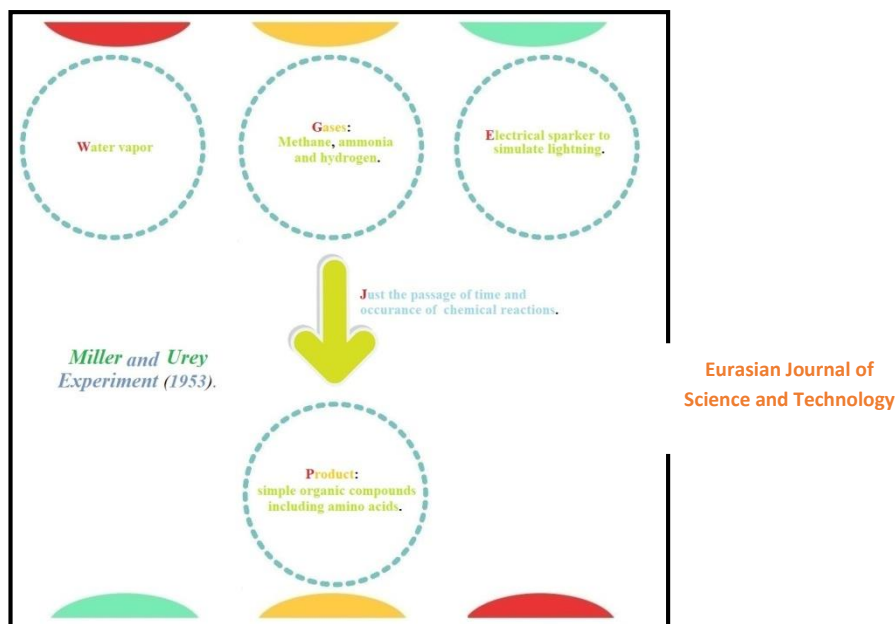 Water vapor
Gases:
Methane, ammonia
and hydrogen.
Electrical sparker to
simulate lightning.
Just the passage of time and
occurance of chemical reactions.
Miller and Urey
Experiment (1953).
Eurasian Journal of
Science and Technology
Product:
simple organic compounds
including amino acids.